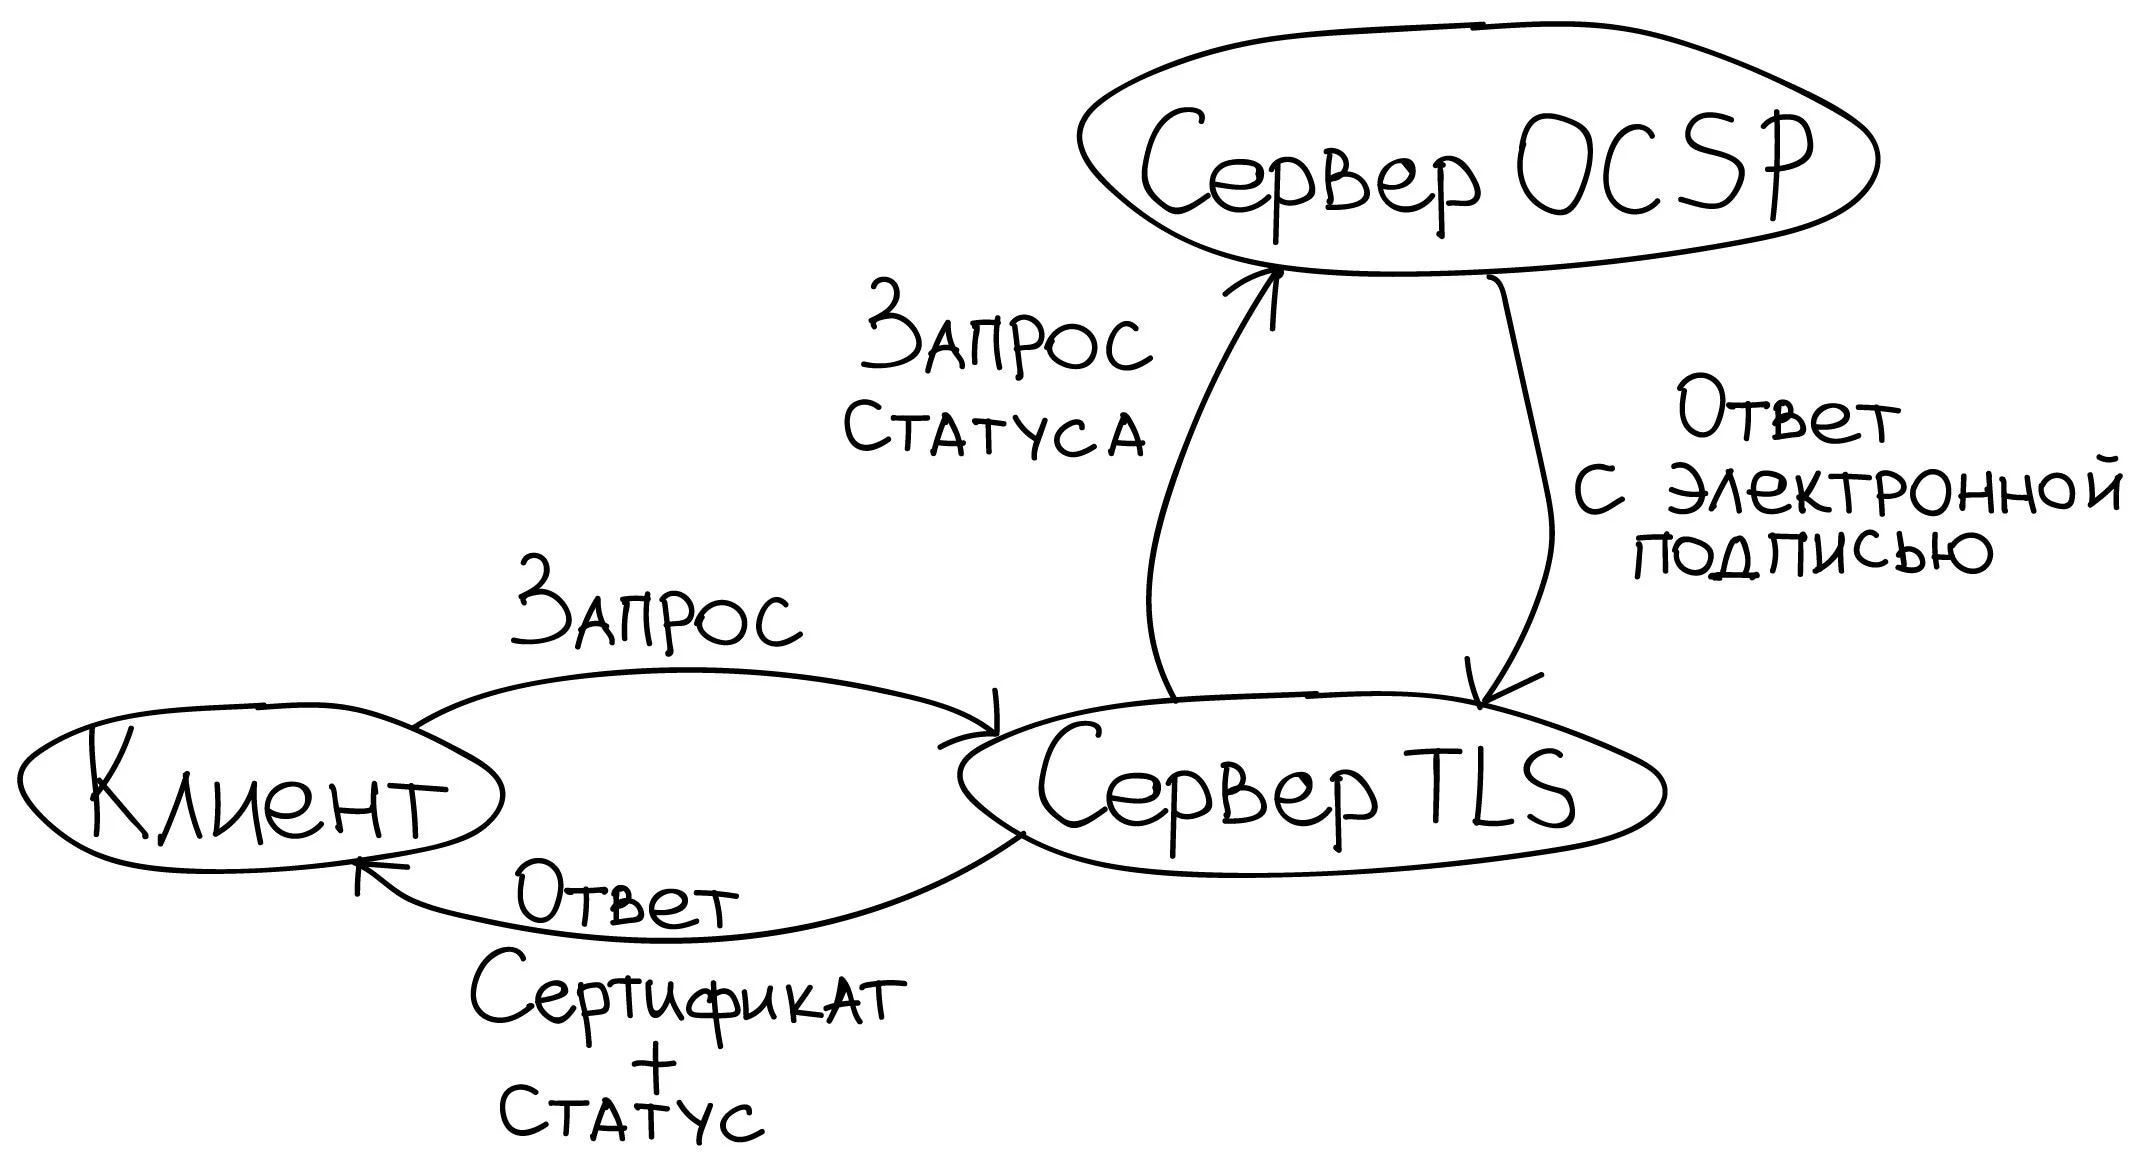 Сервер OCSP
Запрос
статуса
Ответ
с электронной
подписью
Запрос
Клиент
Сервер TLS
Ответ
Сертификат
+
статус